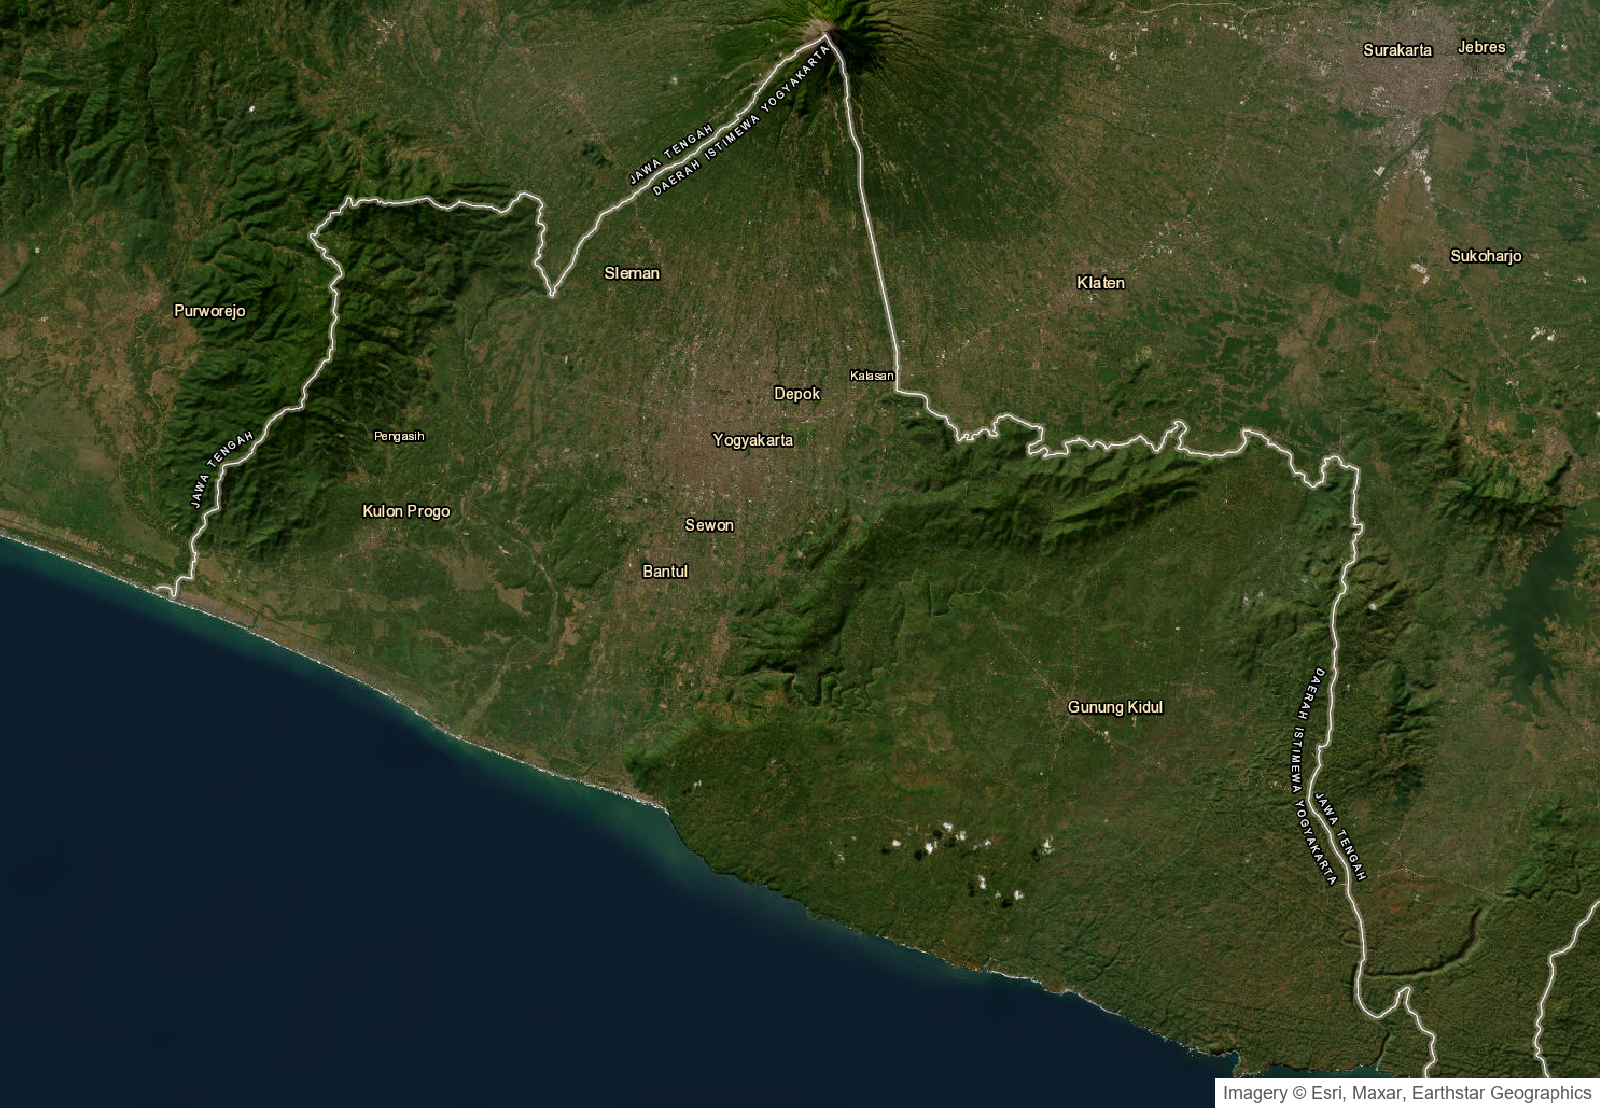 Surakarta
Jebres
JAWA TENGAH
DAERAH ISTIMEWA YOGYAKARTA
Sukoharjo
Sleman
Klaten
Purworejo
Kalasan
Depok
Pengasih
Yogyakarta
JAWA TENGAH
Kulon Progo
Sewon
Bantul
Gunung Kidul
DAERAH ISTIMEWA YOGYAKARTA
JAWA TENGAH
Imagery © Esri, Maxar, Earthstar Geographics